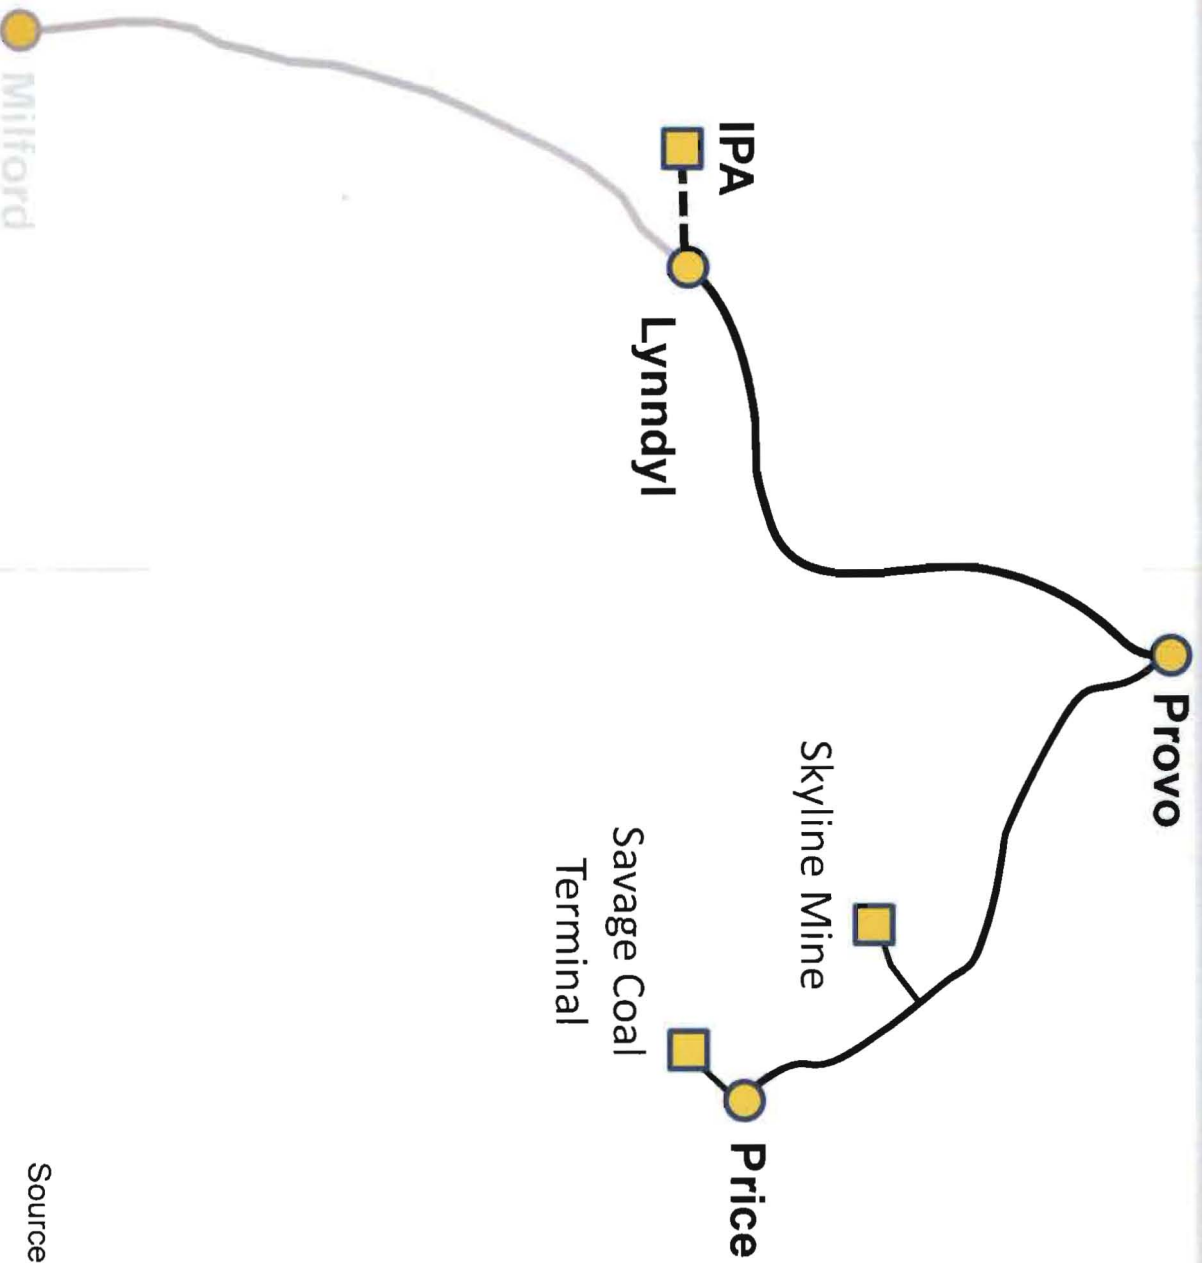 Provo
Skyline Mine
IPA
Price
Lynndyl
Savage Coal
Terminal
Milford
Source